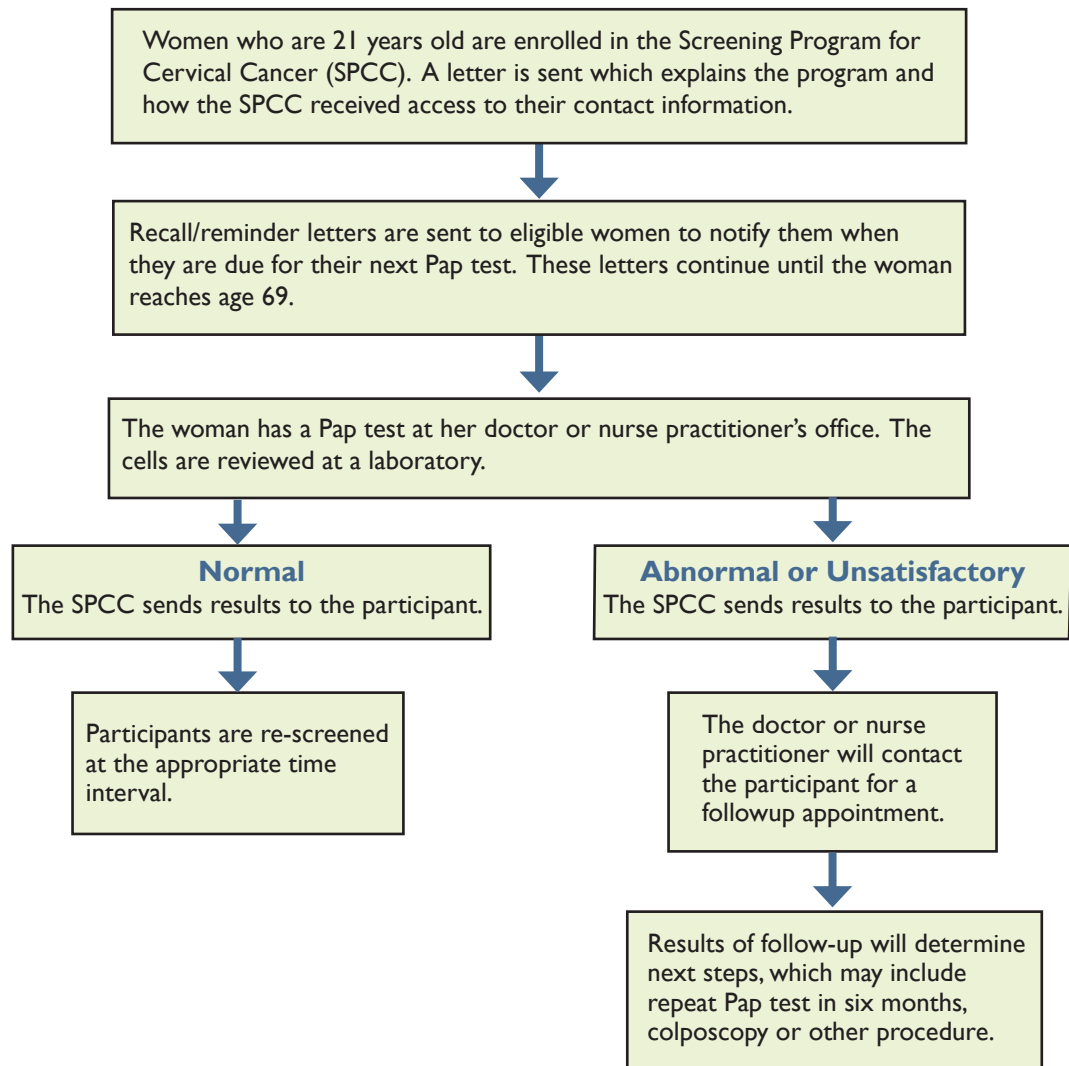 Women who are 21 years old are enrolled in the Screening Program for
Cervical Cancer (SPCC). A letter is sent which explains the program and
how the SPCC received access to their contact information.
Recall/reminder letters are sent to eligible women to notify them when
they are due for their next Pap test. These letters continue until the woman
reaches age 69.
The woman has a Pap test at her doctor or nurse practitioner's office. The
cells are reviewed at a laboratory.
Normal
The SPCC sends results to the participant.
Abnormal or Unsatisfactory
The SPCC sends results to the participant.
Participants are re-screened
at the appropriate time
interval.
The doctor or nurse
practitioner will contact
the participant for a
followup appointment.
Results of follow-up will determine
next steps, which may include
repeat Pap test in six months,
colposcopy or other procedure.